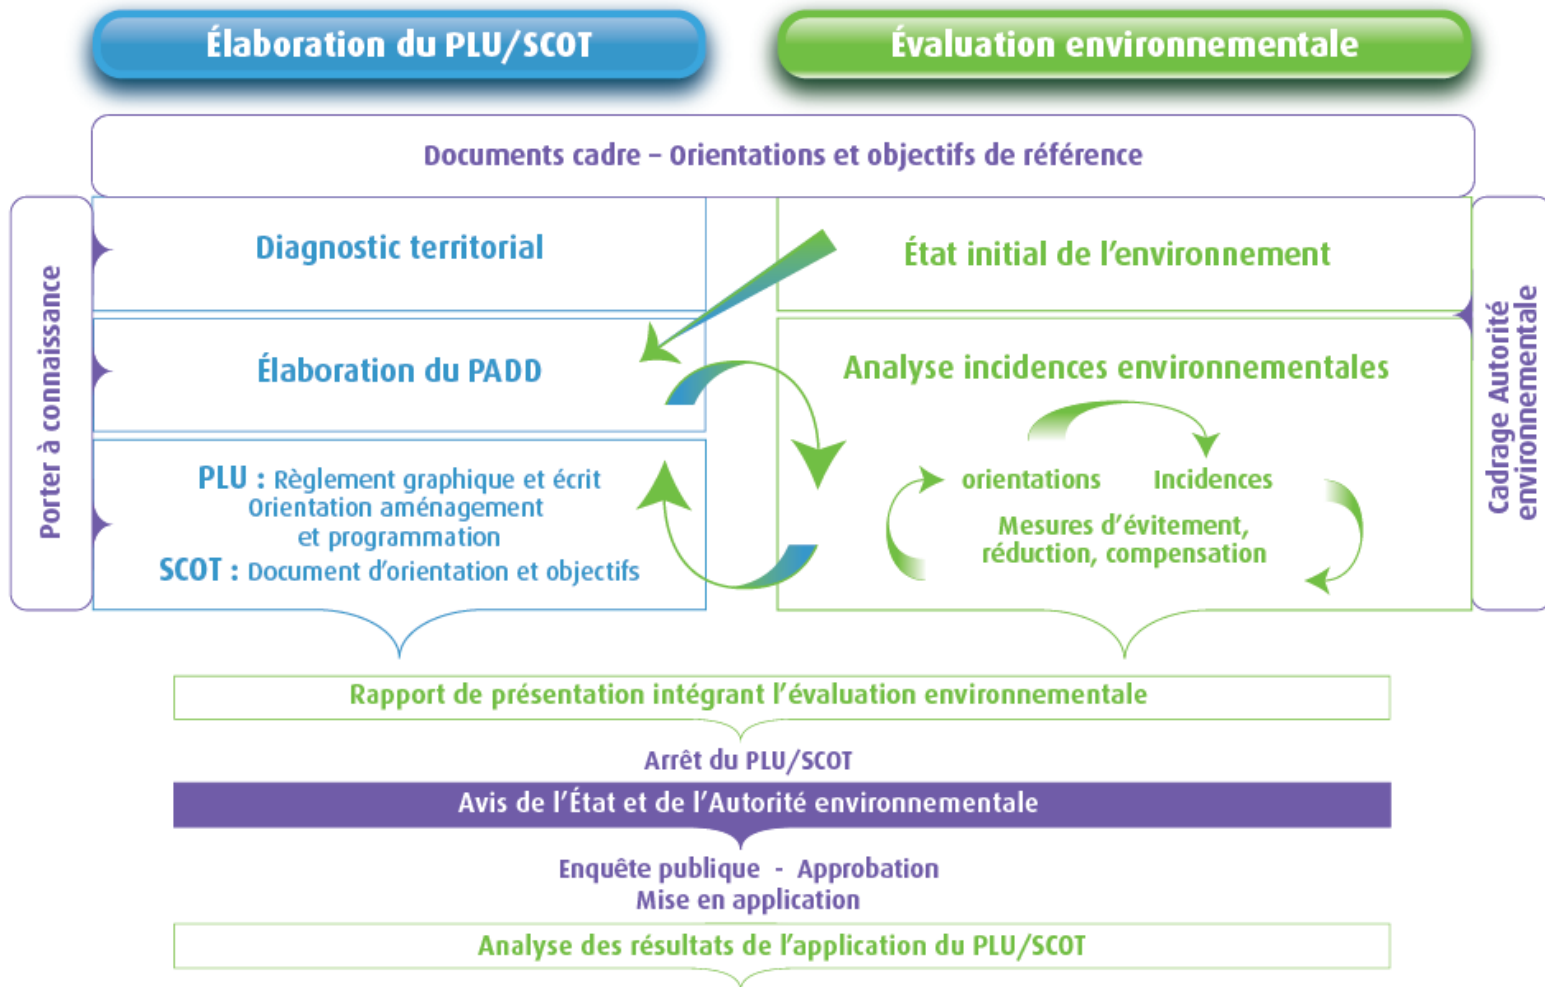 Élaboration du PLU/SCOT
Évaluation environnementale
Documents cadre – Orientations et objectifs de référence
Porter à connaissance
Diagnostic territorial
État initial de l’environnement
Cadrage Autorité
environnementale
Élaboration du PADD
Analyse incidences environnementales
PLU : Règlement graphique et écrit
Orientation aménagement
et programmation
SCOT : Document d’orientation et objectifs
orientations
Incidences
Mesures d’évitement,
réduction, compensation
Rapport de présentation intégrant l’évaluation environnementale
Arrêt du PLU/SCOT
Avis de l’État et de l’Autorité environnementale
Enquête publique - Approbation
Mise en application
Analyse des résultats de l’application du PLU/SCOT